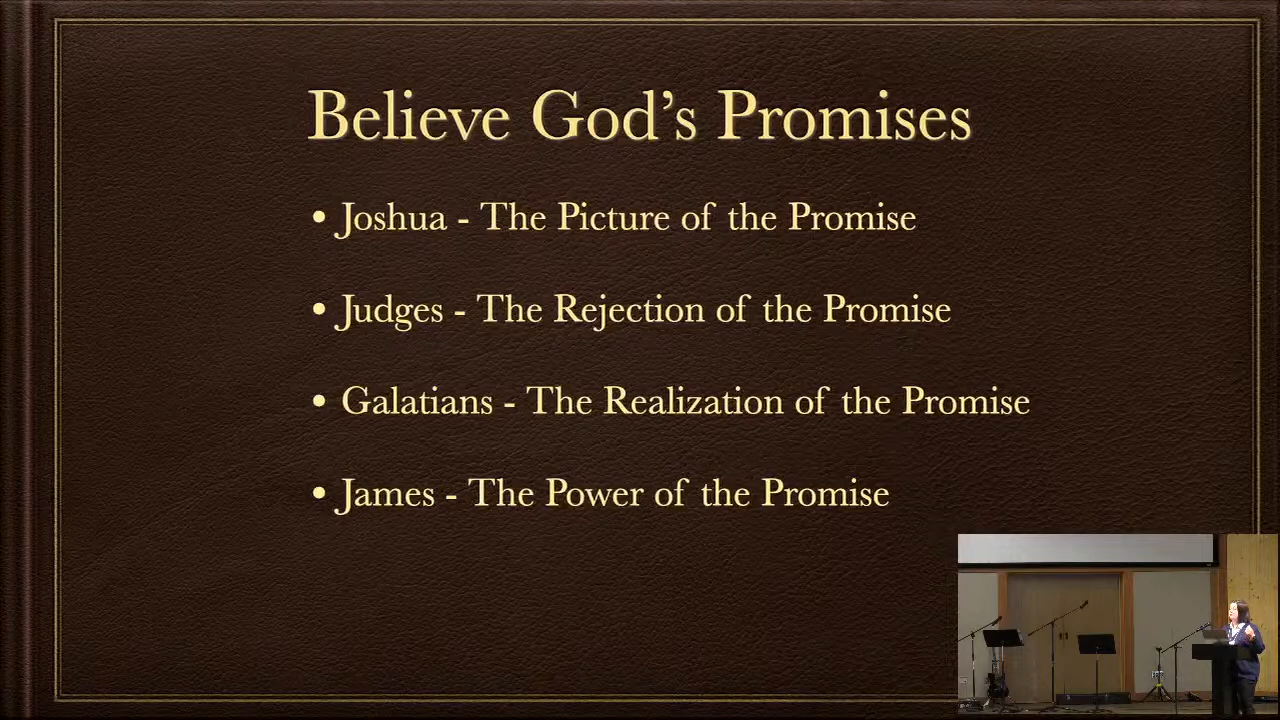 Believe God’s Promises
• Joshua - The Picture of the Promise
• Judges - The Rejection of the Promise
• Galatians - The Realization of the Promise
• James - The Power of the Promise